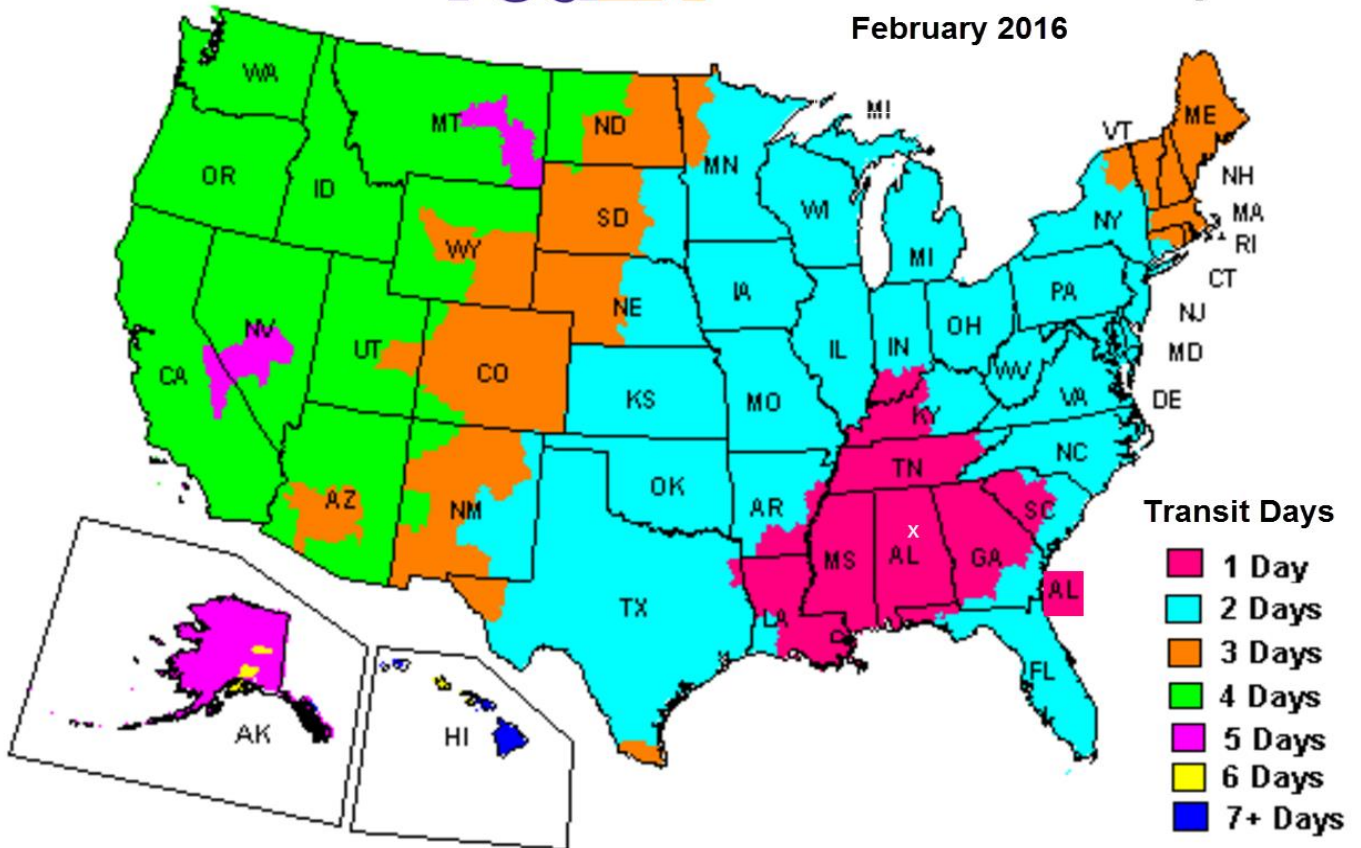 February 2016
WA
MT
ND
MN
MI
VT
ME
OR
ID
SD
WI
NH
NY
MA
WY
MI
RI
CT
IA
PA
NE
NV
UT
OH
NJ
IL
IN
MD
CA
CO
WV
KS
MO
VA
DE
KY
NC
TN
OK
AZ
NM
AR
SC
Transit Days
x
MS
AL
GA
1 Day
AL
TX
LA
2 Days
3 Days
FL
4 Days
AK
HI
5 Days
6 Days
7+ Days